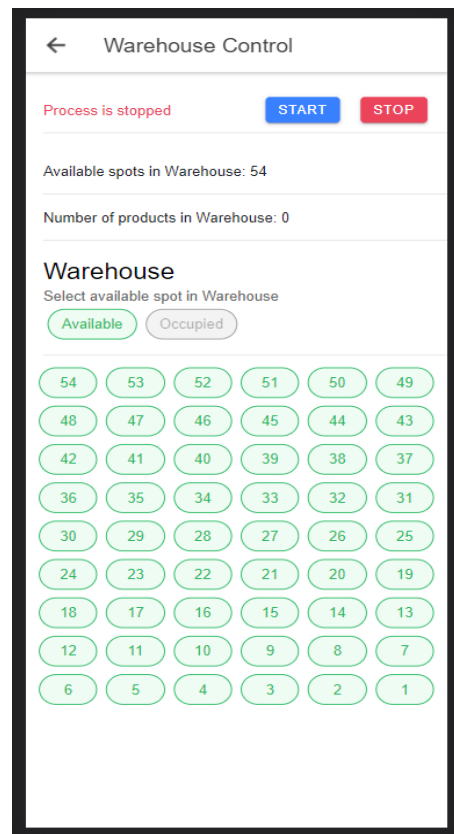 ← Warehouse Control
Process is stopped START STOP
Available spots in Warehouse: 54
Number of products in Warehouse: 0
Warehouse
Select available spot in Warehouse
Available Occupied
54 53 52 51 50 49
48 47 46 45 44 43
42 41 40 39 38 37
36 35 34 33 32 31
30 29 28 27 26 25
24 23 22 21 20 19
18 17 16 15 14 13
12 11 10 9 8 7
6 5 4 3 2 1